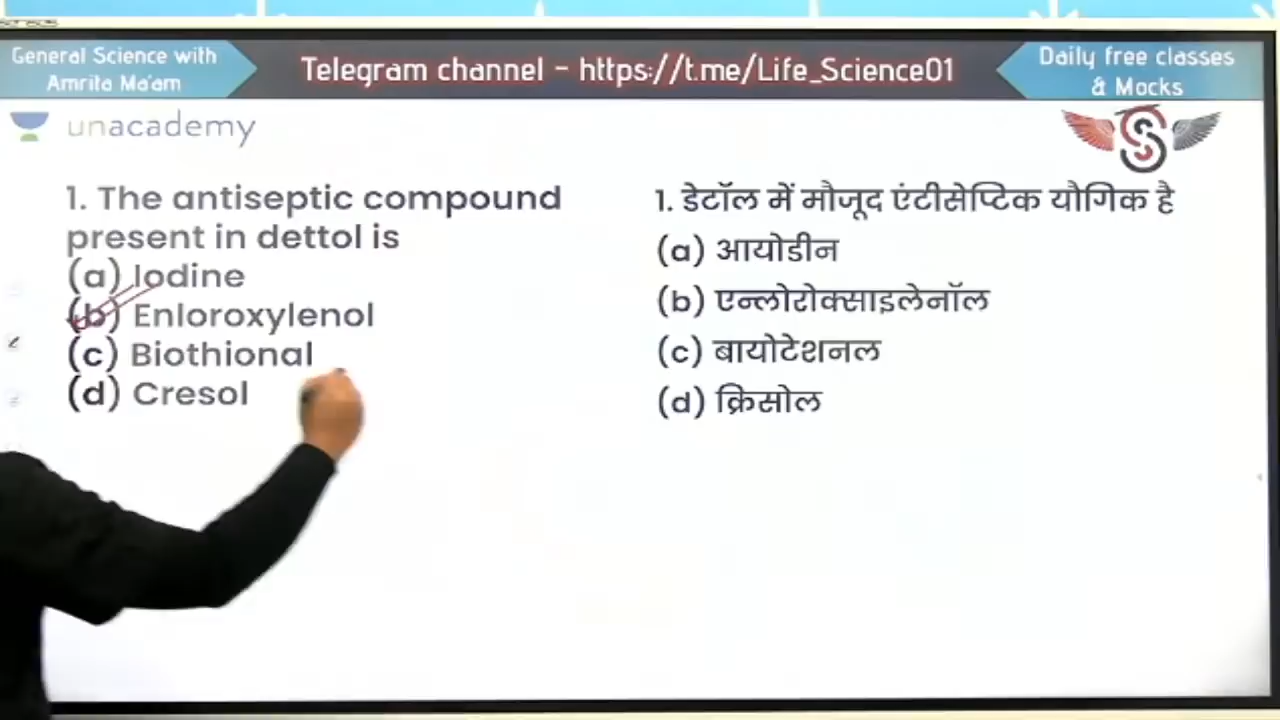 General Science with
Amrita Ma'am
Telegram channel - https://t.me/Life_Science01
Daily free classes
& Mocks
unacademy
1. The antiseptic compound
present in dettol is
(a) Iodine
(b) Enloroxylenol
(c) Biothional
(d) Cresol
1. डेटॉल में मौजूद एंटीसेप्टिक यौगिक है
(a) आयोडीन
(b) एन्लोरोक्साइलेनॉल
(c) बायोटेशनल
(d) क्रिसोल